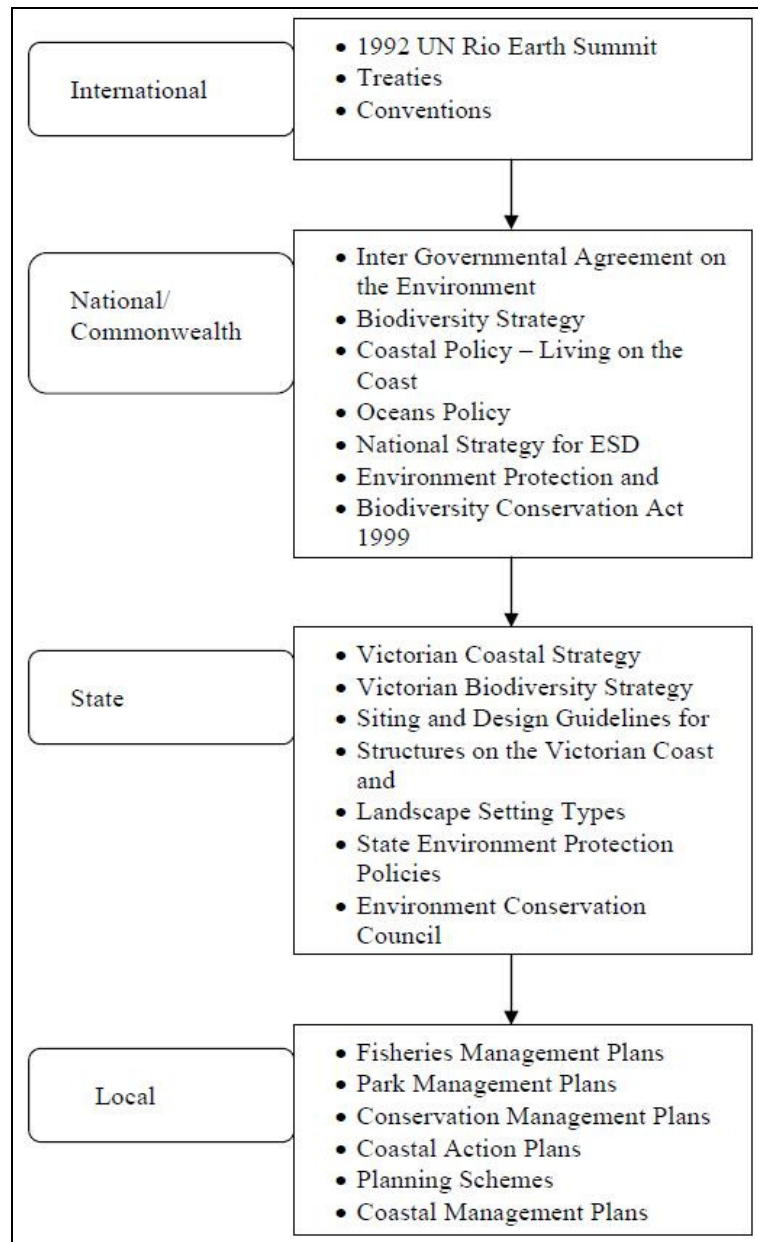 International
• 1992 UN Rio Earth Summit
• Treaties
• Conventions
National/
Commonwealth
• Inter Governmental Agreement on
the Environment
• Biodiversity Strategy
• Coastal Policy – Living on the
Coast
• Oceans Policy
• National Strategy for ESD
• Environment Protection and
• Biodiversity Conservation Act
1999
State
• Victorian Coastal Strategy
• Victorian Biodiversity Strategy
• Siting and Design Guidelines for
• Structures on the Victorian Coast
and
• Landscape Setting Types
• State Environment Protection
Policies
• Environment Conservation
Council
Local
• Fisheries Management Plans
• Park Management Plans
• Conservation Management Plans
• Coastal Action Plans
• Planning Schemes
• Coastal Management Plans